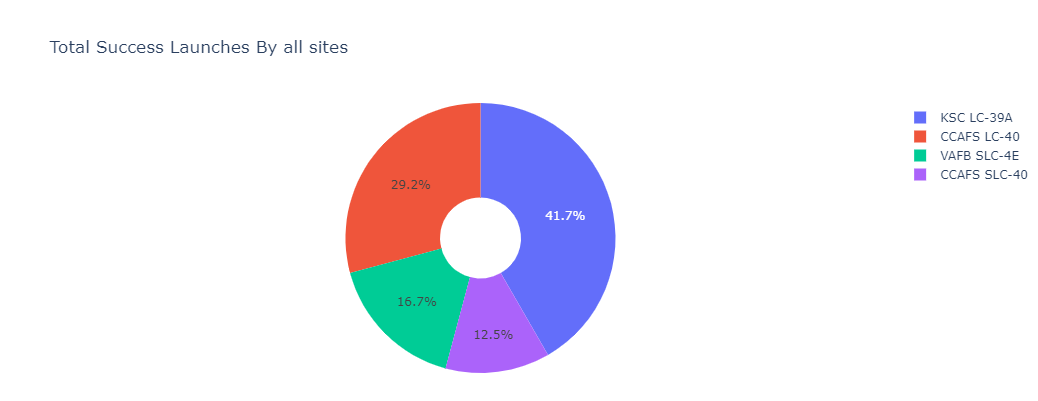 Total Success Launches By all sites
KSC LC-39A
CCAFS LC-40
VAFB SLC-4E
CCAFS SLC-40
29.2%
41.7%
16.7%
12.5%